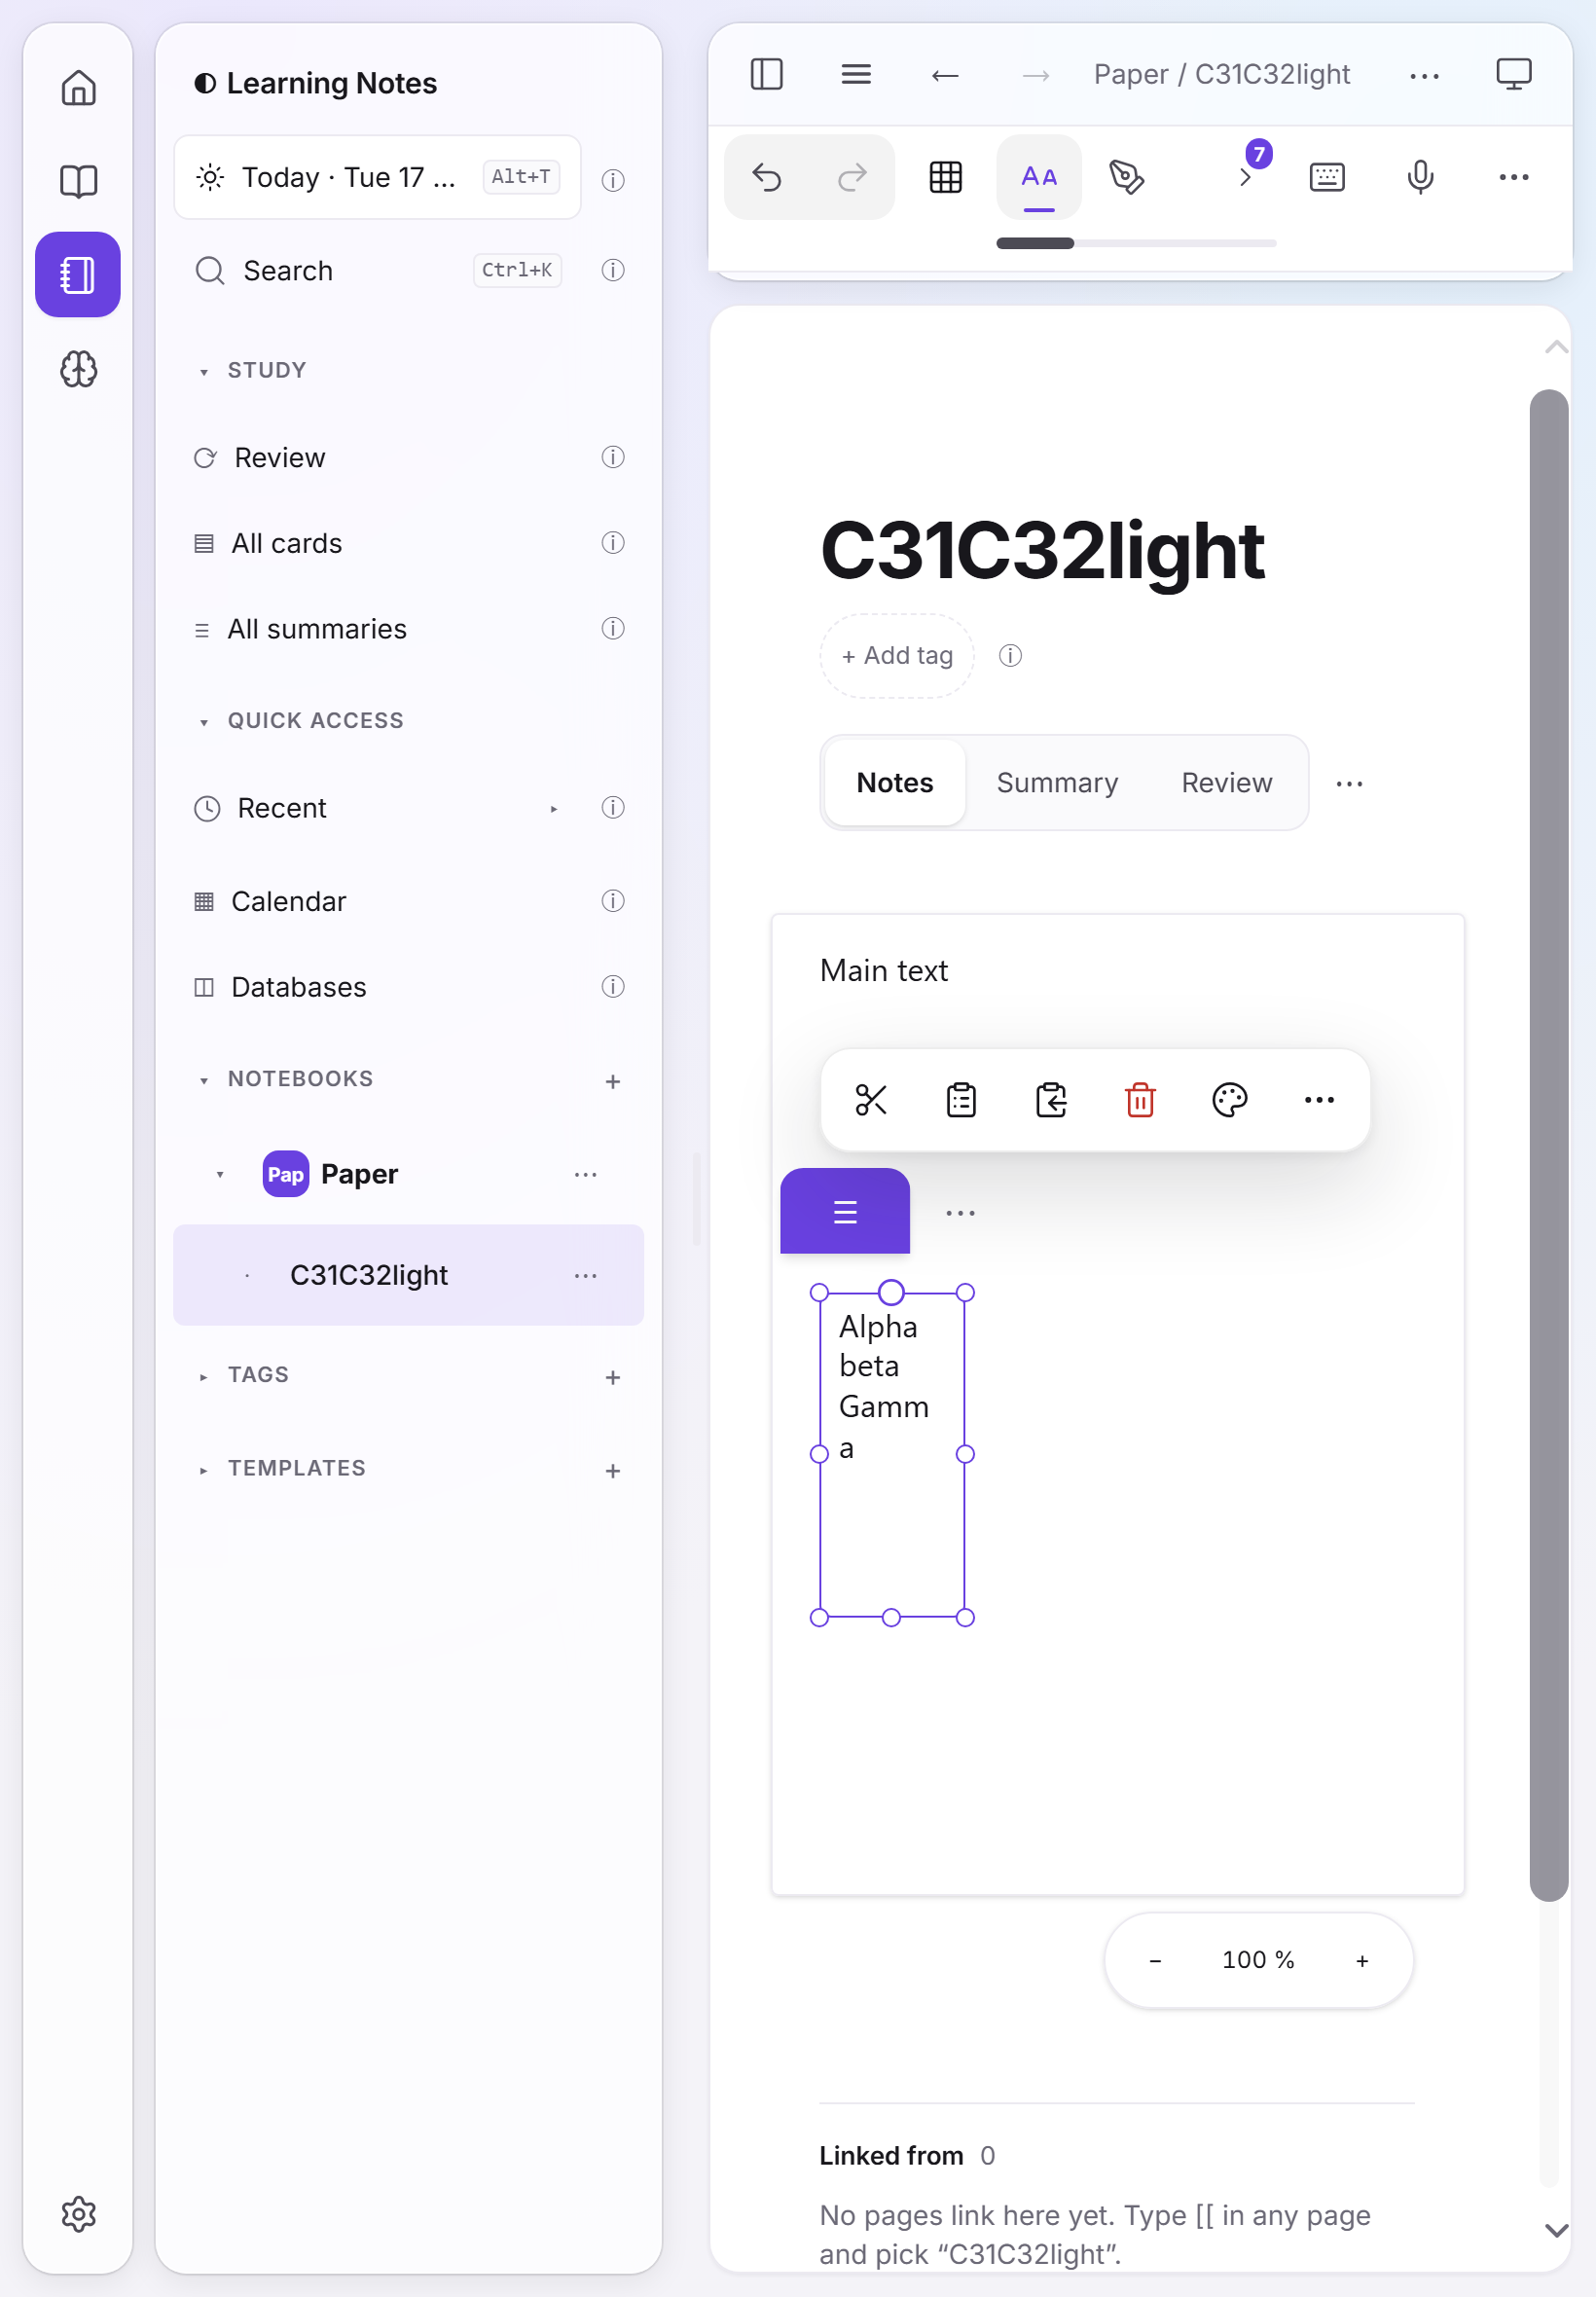 Learning Notes
Today · Tue 17 ... Alt+T
Search Ctrl+K
STUDY
Review
All cards
All summaries
QUICK ACCESS
Recent
Calendar
Databases
NOTEBOOKS
Pap Paper
C31C32light
TAGS
TEMPLATES
Paper / C31C32light
AA
7
C31C32light
+ Add tag
Notes Summary Review
Main text
Alpha
beta
Gamm
a
− 100 % +
Linked from 0
No pages link here yet. Type [[ in any page
and pick “C31C32light”.